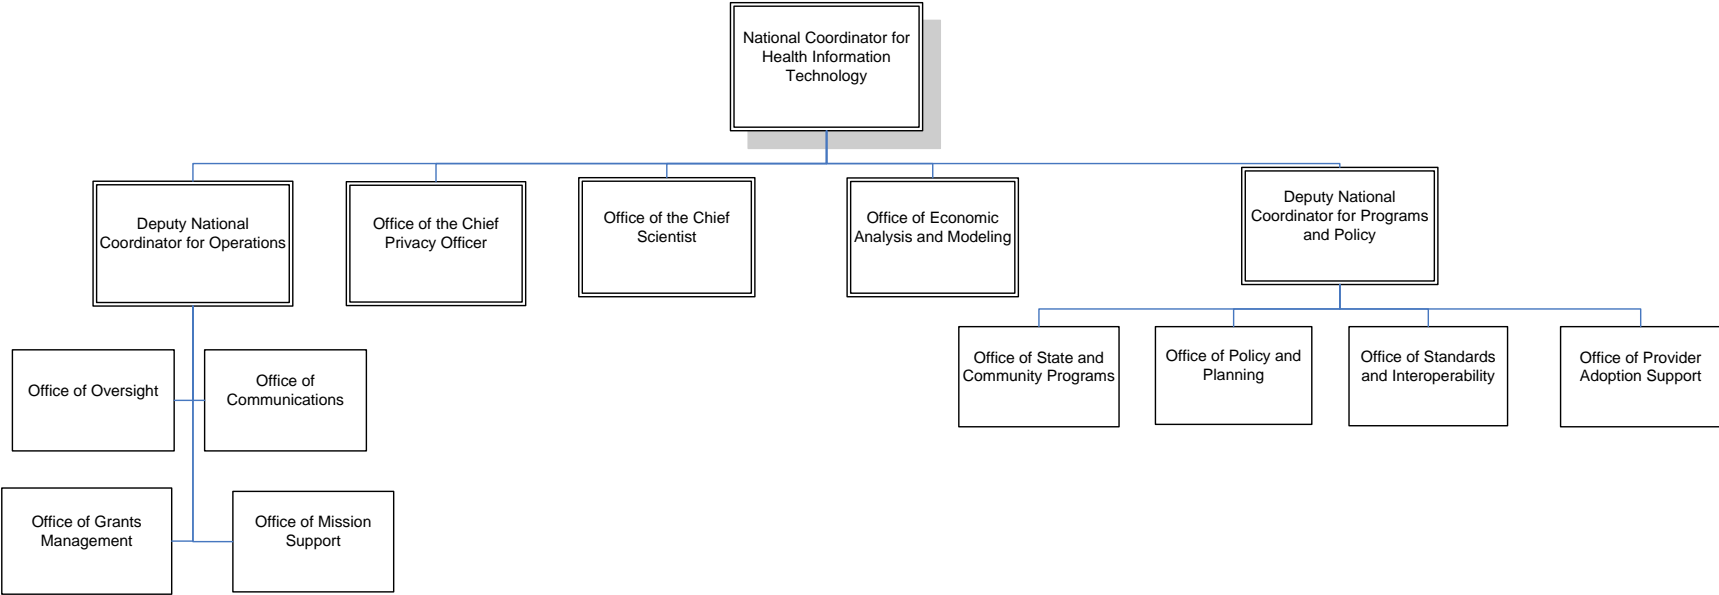 National Coordinator for
Health Information
Technology
Deputy National
Coordinator for Operations
Office of the Chief
Privacy Officer
Office of the Chief
Scientist
Office of Economic
Analysis and Modeling
Deputy National
Coordinator for Programs
and Policy
Office of Oversight
Office of
Communications
Office of State and
Community Programs
Office of Policy and
Planning
Office of Standards
and Interoperability
Office of Provider
Adoption Support
Office of Grants
Management
Office of Mission
Support